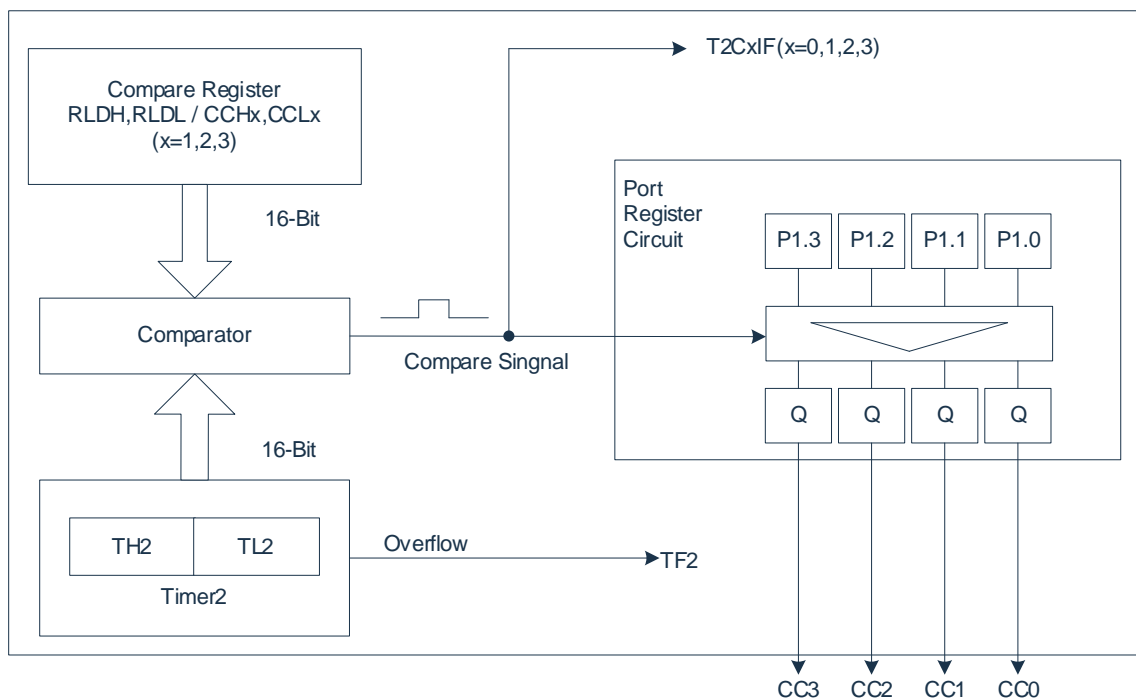 T2CxIF(x=0,1,2,3)
Compare Register
RLDH,RLDL / CCHx,CCLx
(x=1,2,3)
16-Bit
Port
Register
Circuit
P1.3
P1.2
P1.1
P1.0
Comparator
Compare Singnal
Q
Q
Q
Q
16-Bit
TH2
TL2
Timer2
Overflow
TF2
CC3
CC2
CC1
CC0